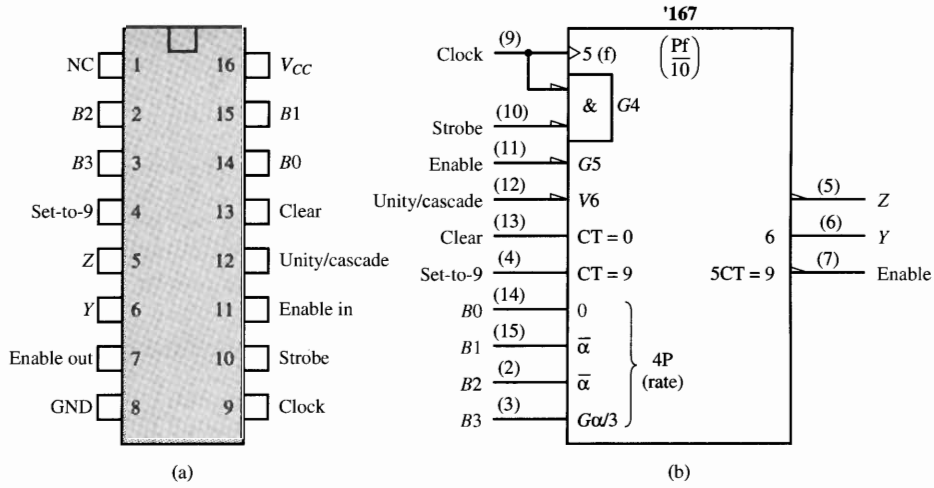 NC 1 16 VCC
B2 2 15 B1
B3 3 14 B0
Set-to-9 4 13 Clear
Z 5 12 Unity/cascade
Y 6 11 Enable in
Enable out 7 10 Strobe
GND 8 9 Clock
(a)
'167
Clock (9) 5 (f) (Pf/10)
& G4
Strobe (10)
Enable (11) G5
Unity/cascade (12) V6
(5) Z
Clear (13) CT = 0 6 (6) Y
Set-to-9 (4) CT = 9 5CT = 9 (7) Enable
B0 (14) 0
B1 (15) α̅
4P
(rate)
B2 (2) α̅
B3 (3) Gα/3
(b)